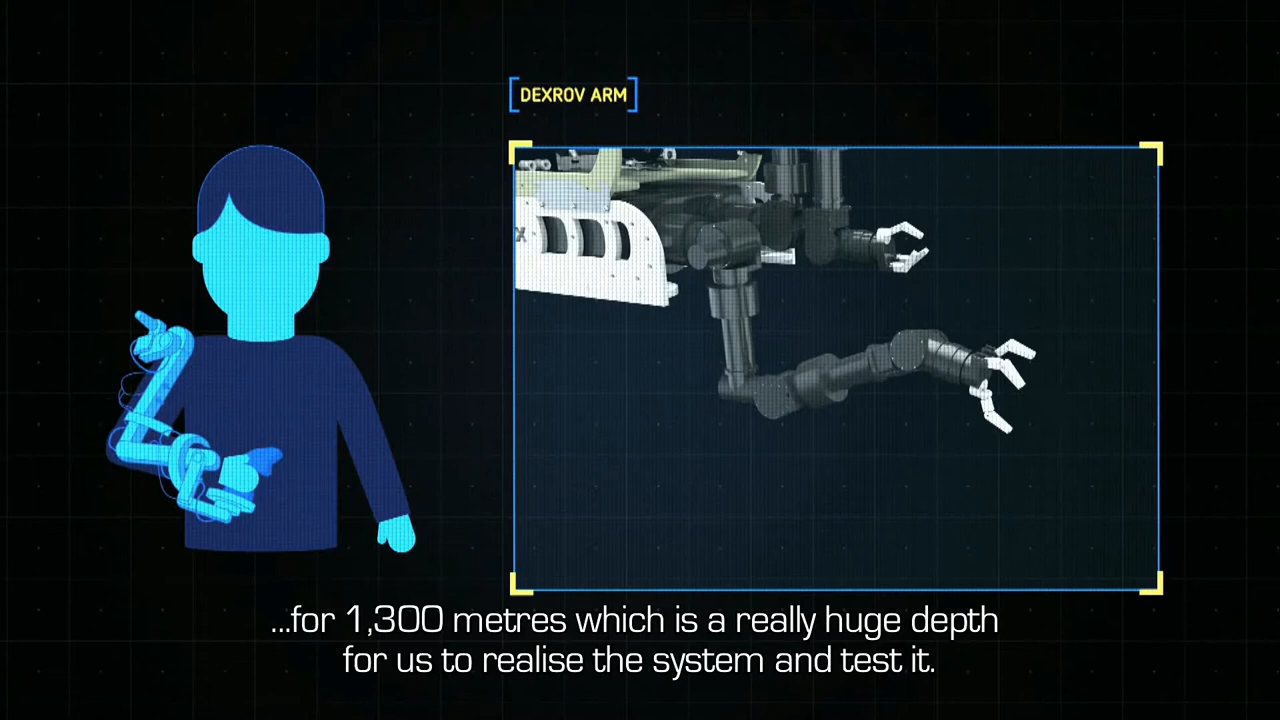 DEXROV ARM
...for 1,300 metres which is a really huge depth
for us to realise the system and test it.